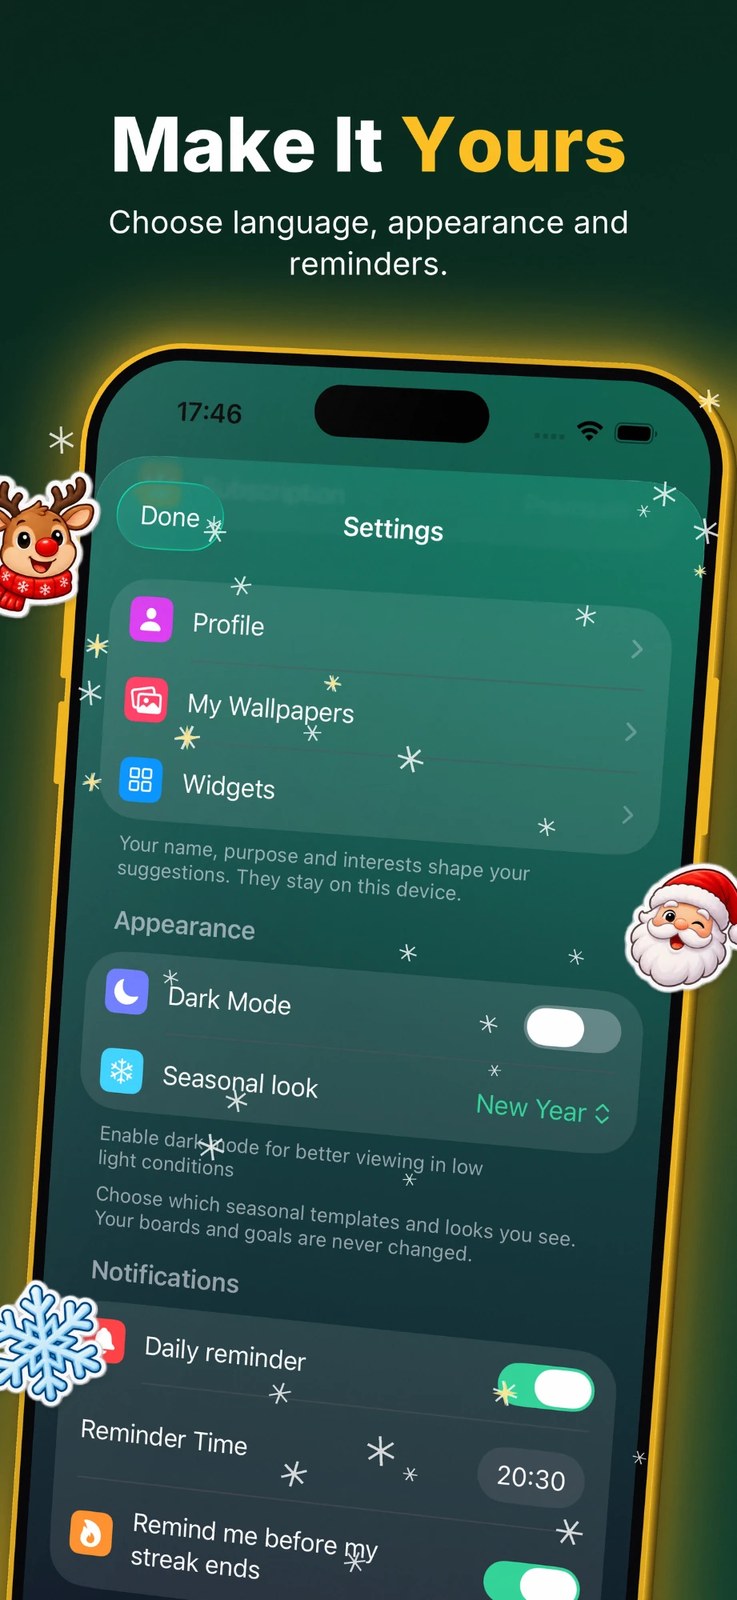 Make It Yours
Choose language, appearance and
reminders.
17:46
Done
Settings
Profile
My Wallpapers
Widgets
Your name, purpose and interests shape your
suggestions. They stay on this device.
Appearance
Dark Mode
Seasonal look
New Year
Enable dark mode for better viewing in low
light conditions
Choose which seasonal templates and looks you see.
Your boards and goals are never changed.
Notifications
Daily reminder
Reminder Time
20:30
Remind me before my
streak ends